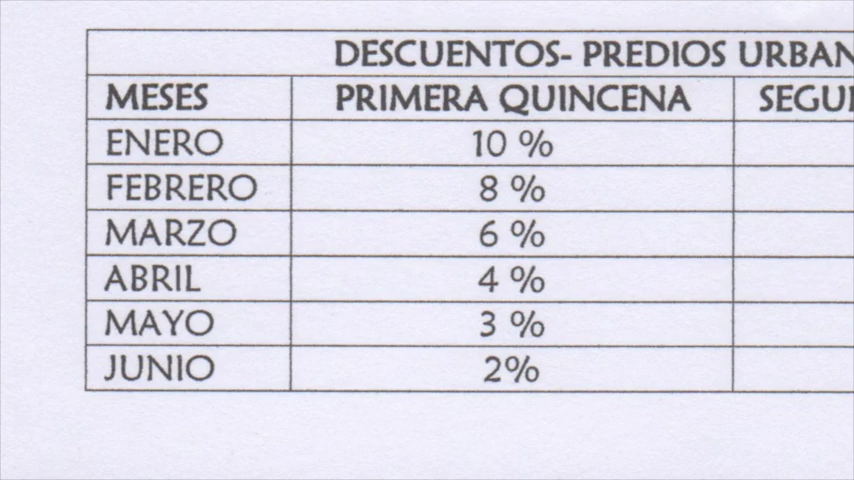 DESCUENTOS- PREDIOS URBAN
MESES PRIMERA QUINCENA SEGU
ENERO 10 %
FEBRERO 8 %
MARZO 6 %
ABRIL 4 %
MAYO 3 %
JUNIO 2%